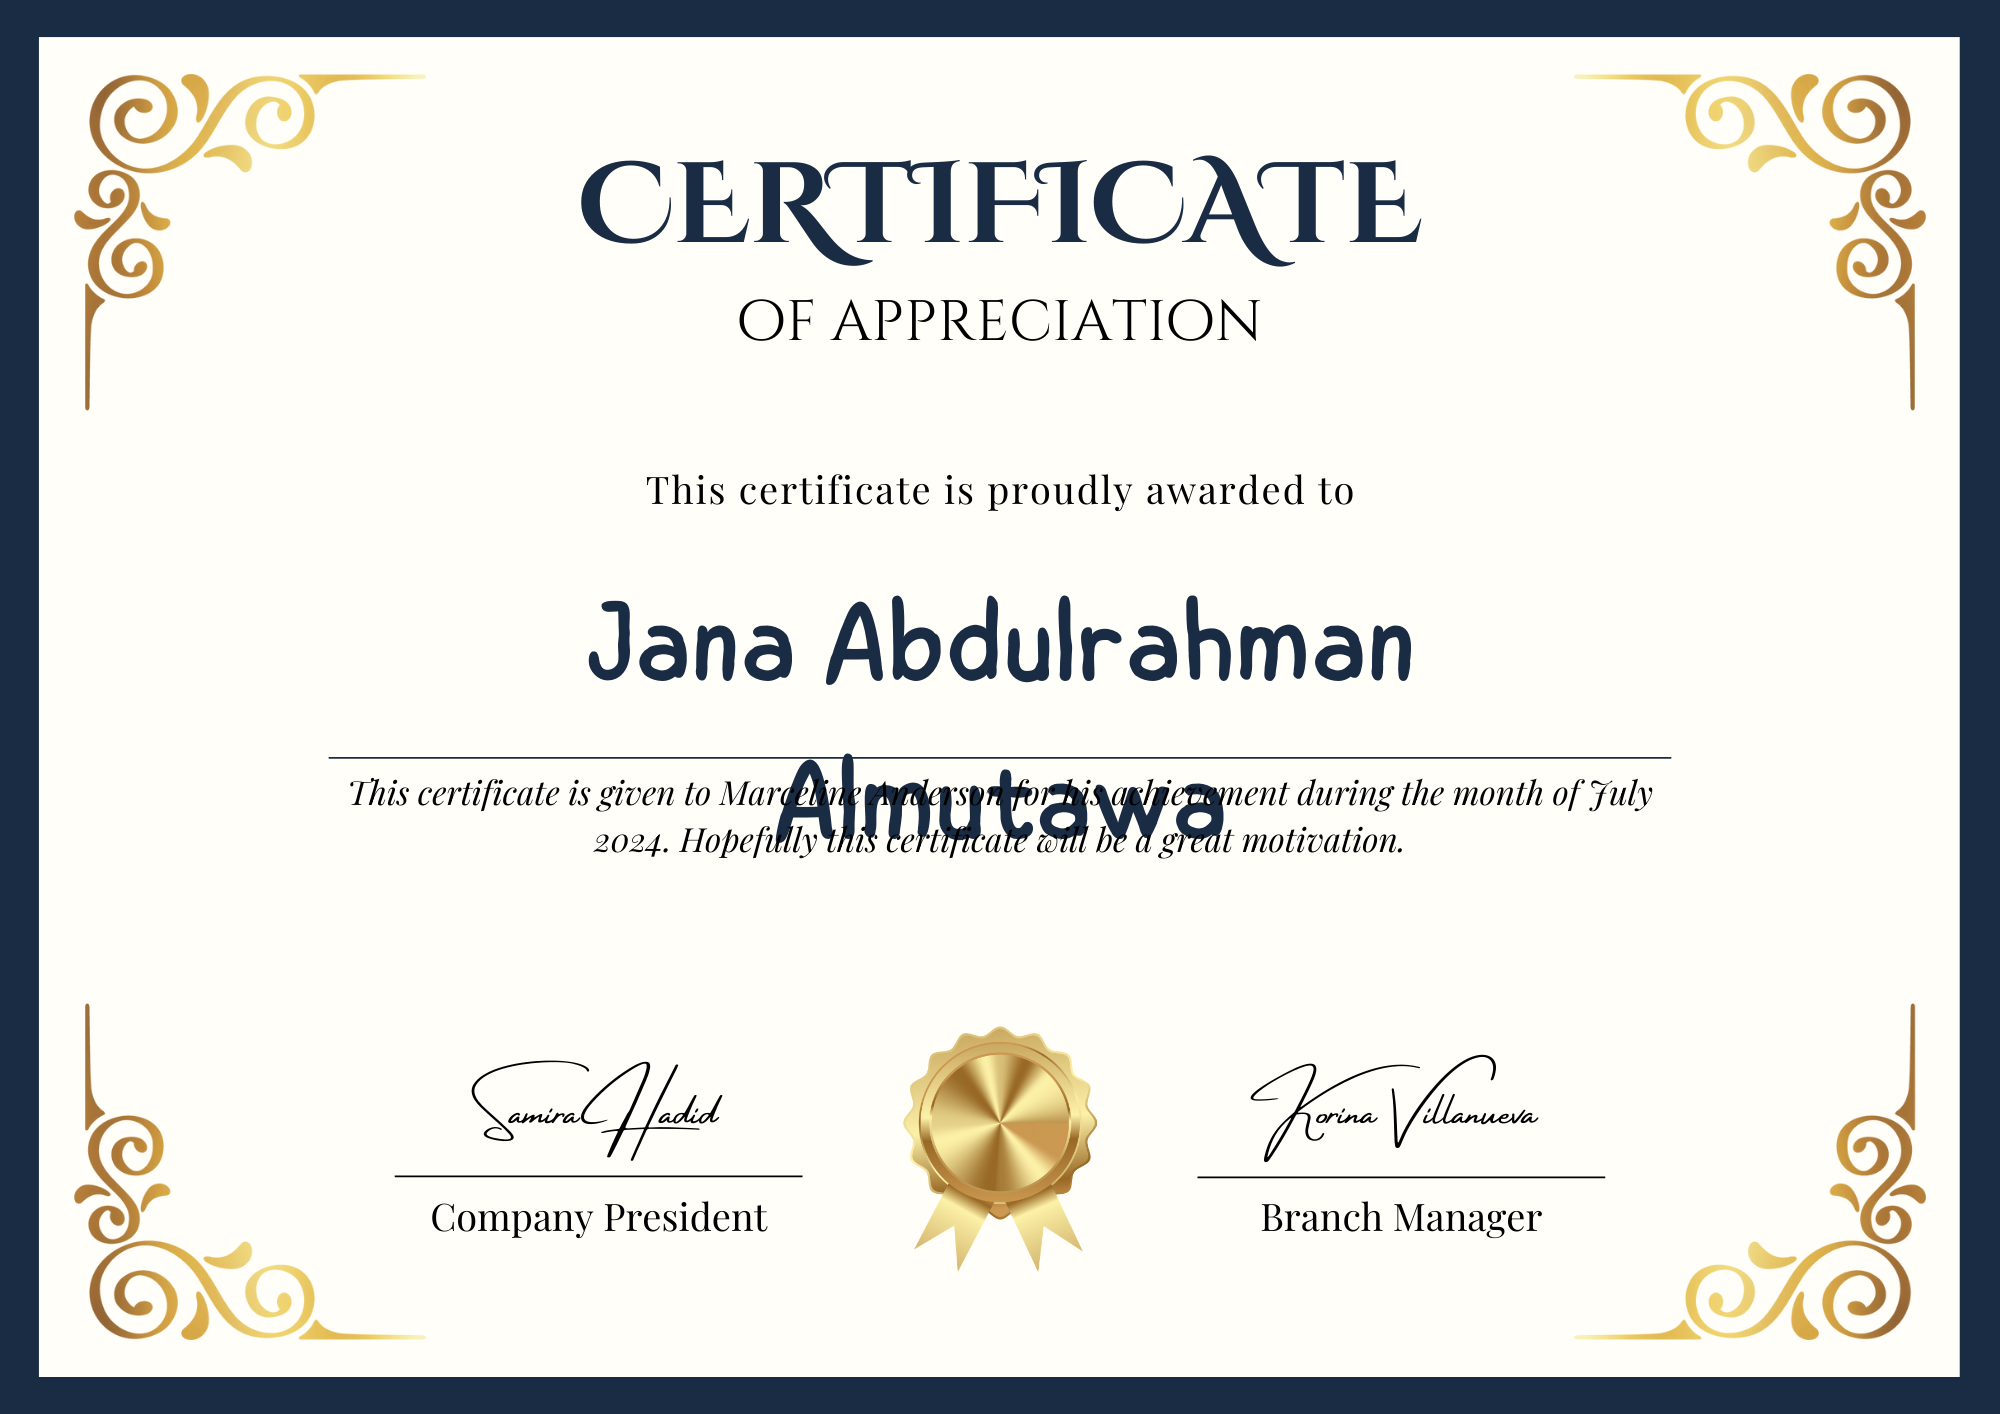 CERTIFICATE
OF APPRECIATION
This certificate is proudly awarded to
Jana Abdulrahman
Almutawa
This certificate is given to Marceline Anderson for his achievement during the month of July
2024. Hopefully this certificate will be a great motivation.
Samira Hadid
Korina Villanueva
Company President
Branch Manager